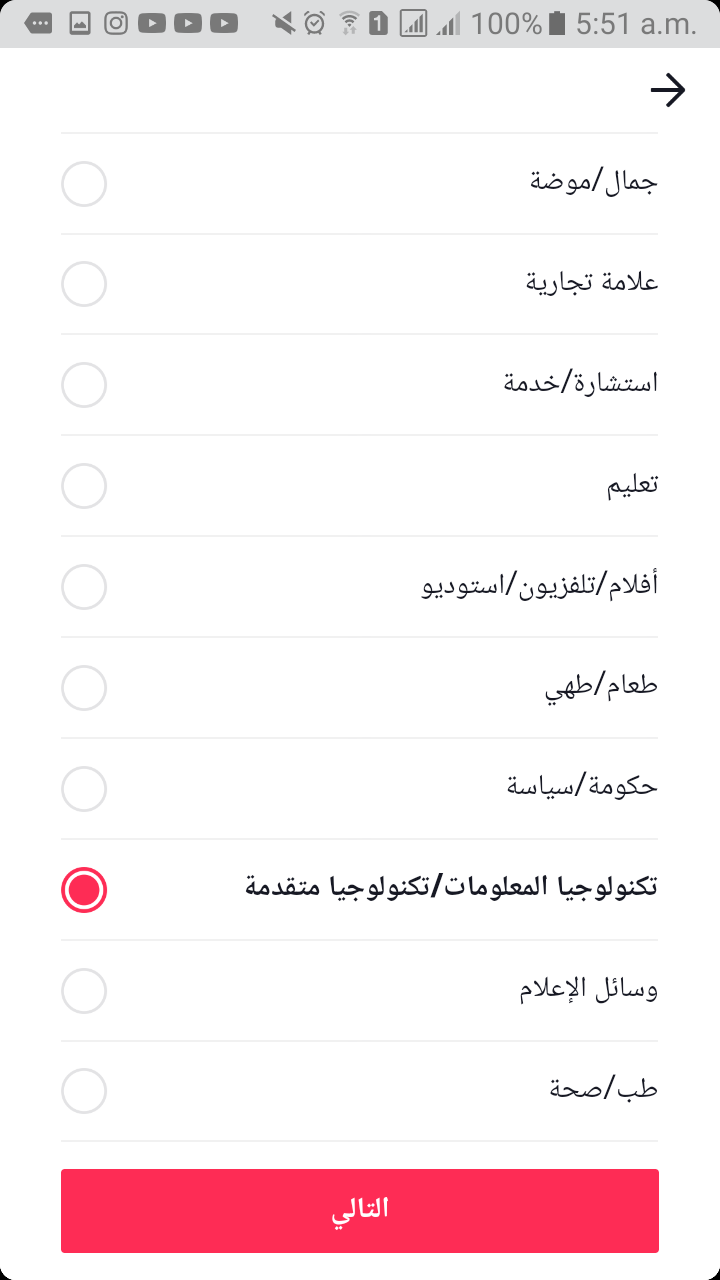 100% 5:51 a.m.
جمال/موضة
علامة تجارية
استشارة/خدمة
تعليم
أفلام/تلفزيون/استوديو
طعام/طهي
حكومة/سياسة
تكنولوجيا المعلومات/تكنولوجيا متقدمة
وسائل الإعلام
طب/صحة
التالي